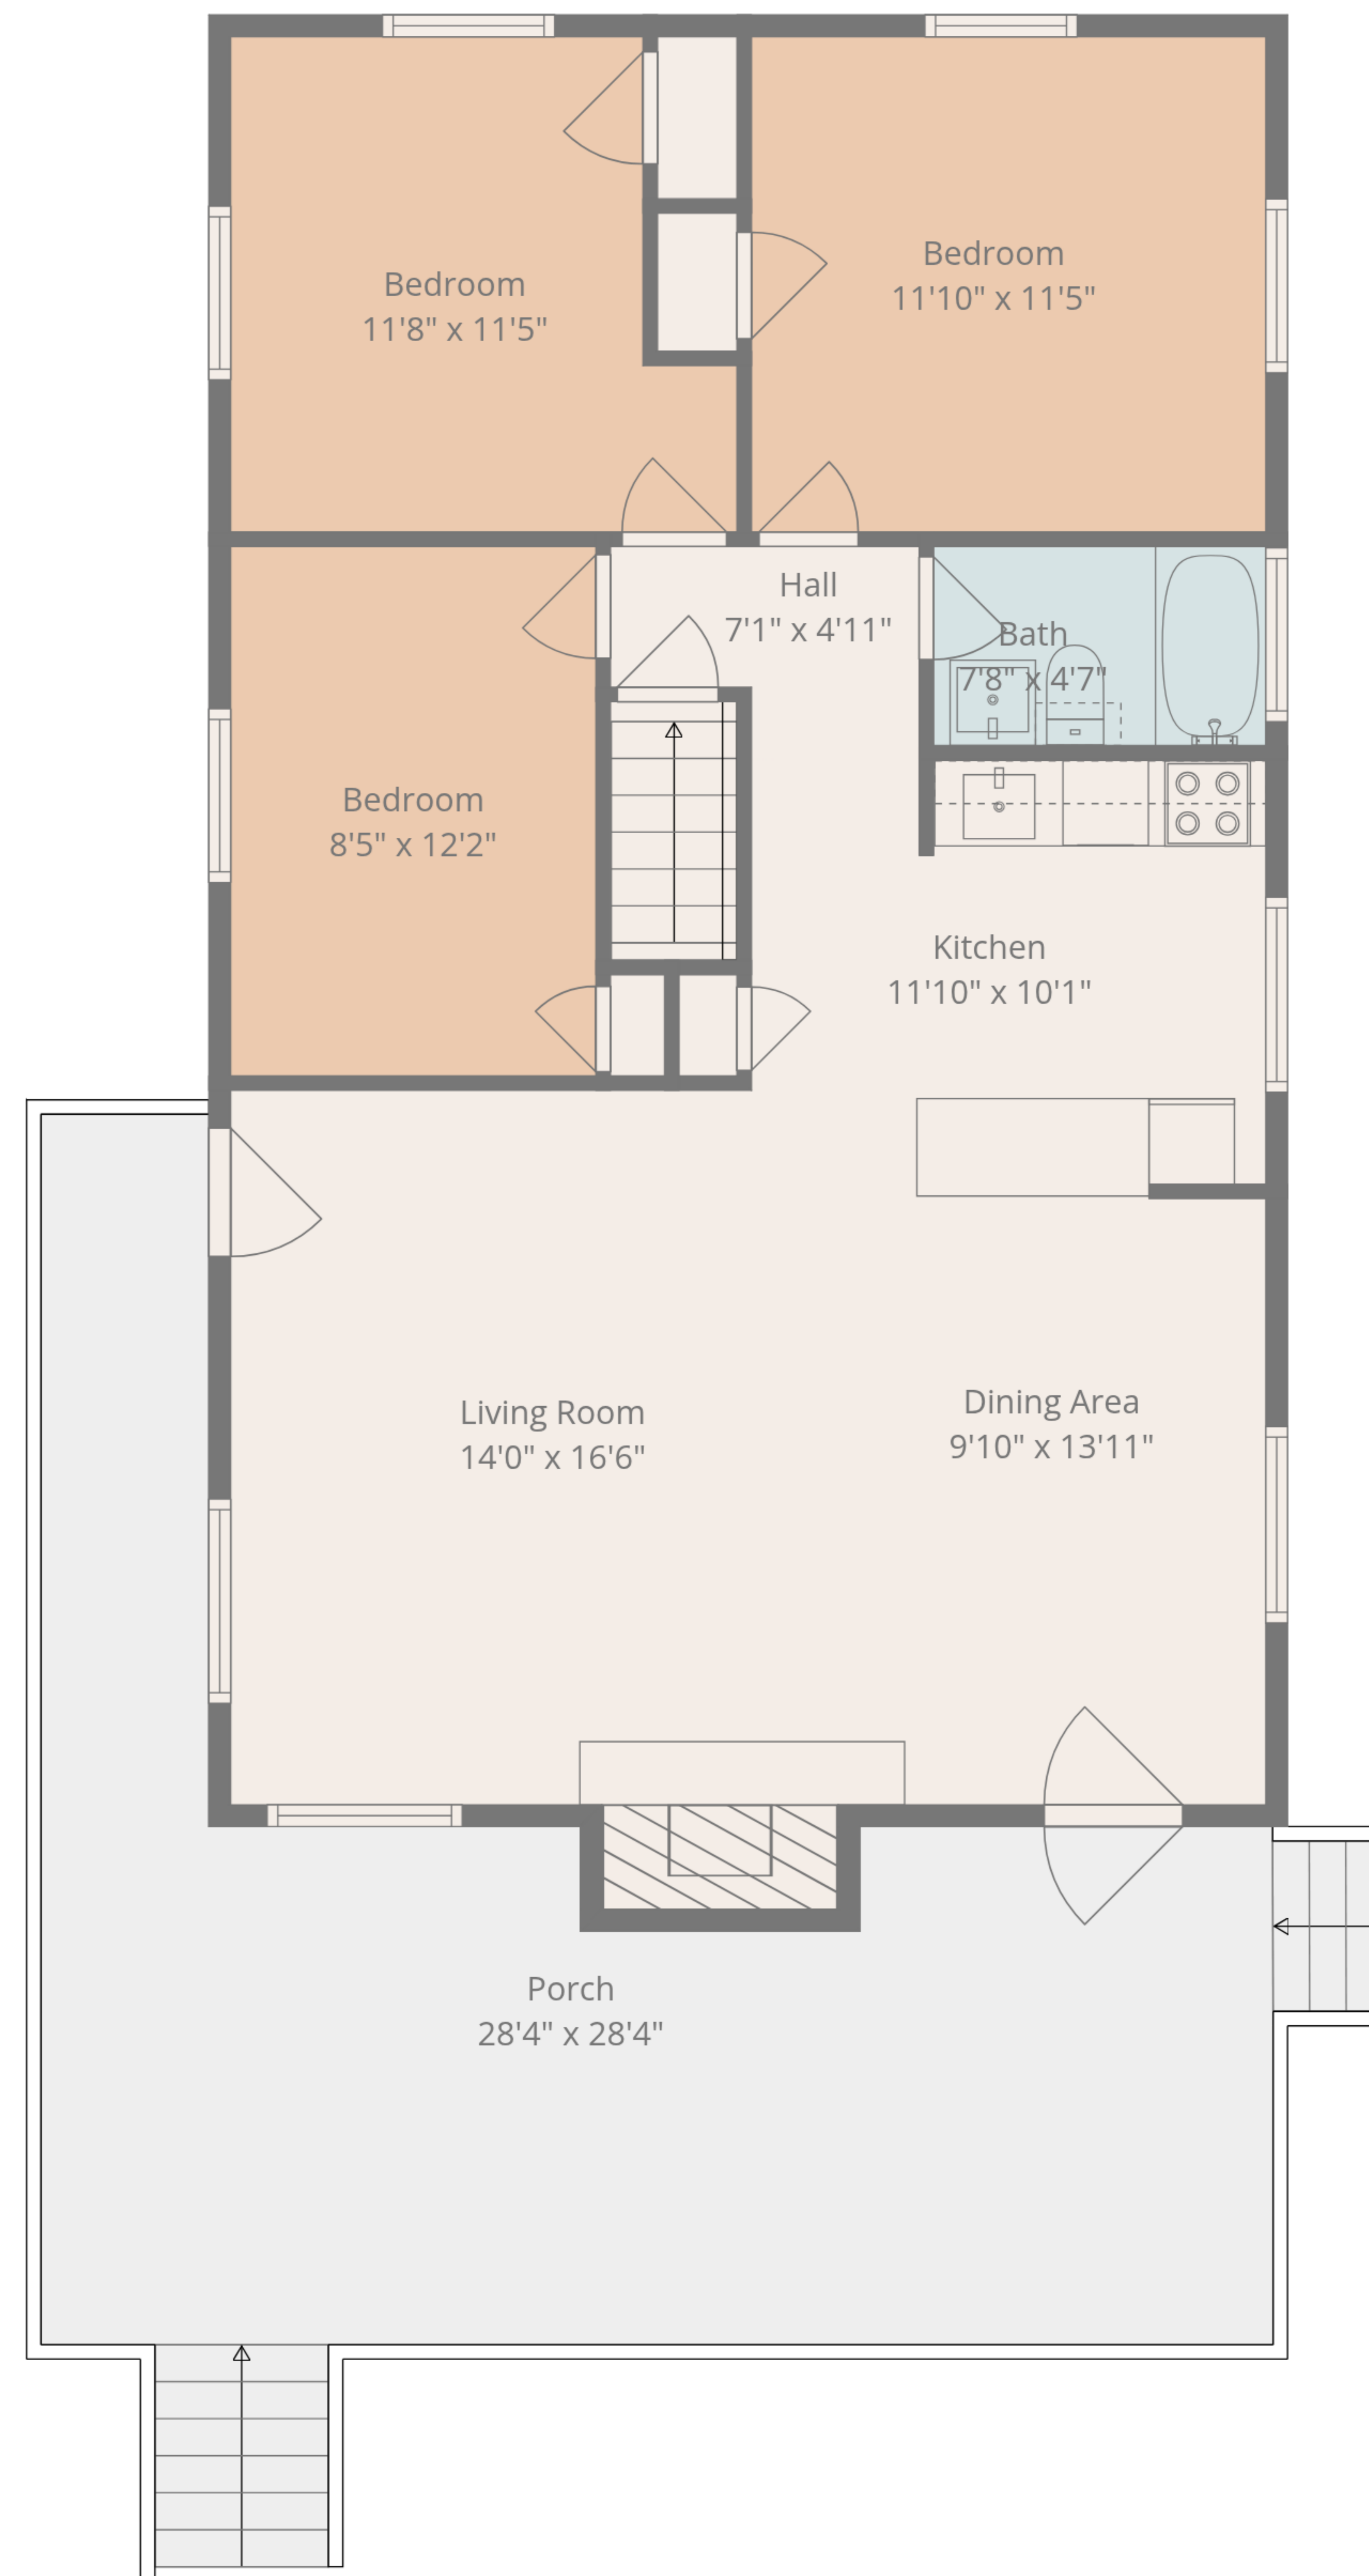 Bedroom
11'8" x 11'5"
Bedroom
11'10" x 11'5"
Hall
7'1" x 4'11"
Bath
7'8" x 4'7"
Bedroom
8'5" x 12'2"
Kitchen
11'10" x 10'1"
Living Room
14'0" x 16'6"
Dining Area
9'10" x 13'11"
Porch
28'4" x 28'4"